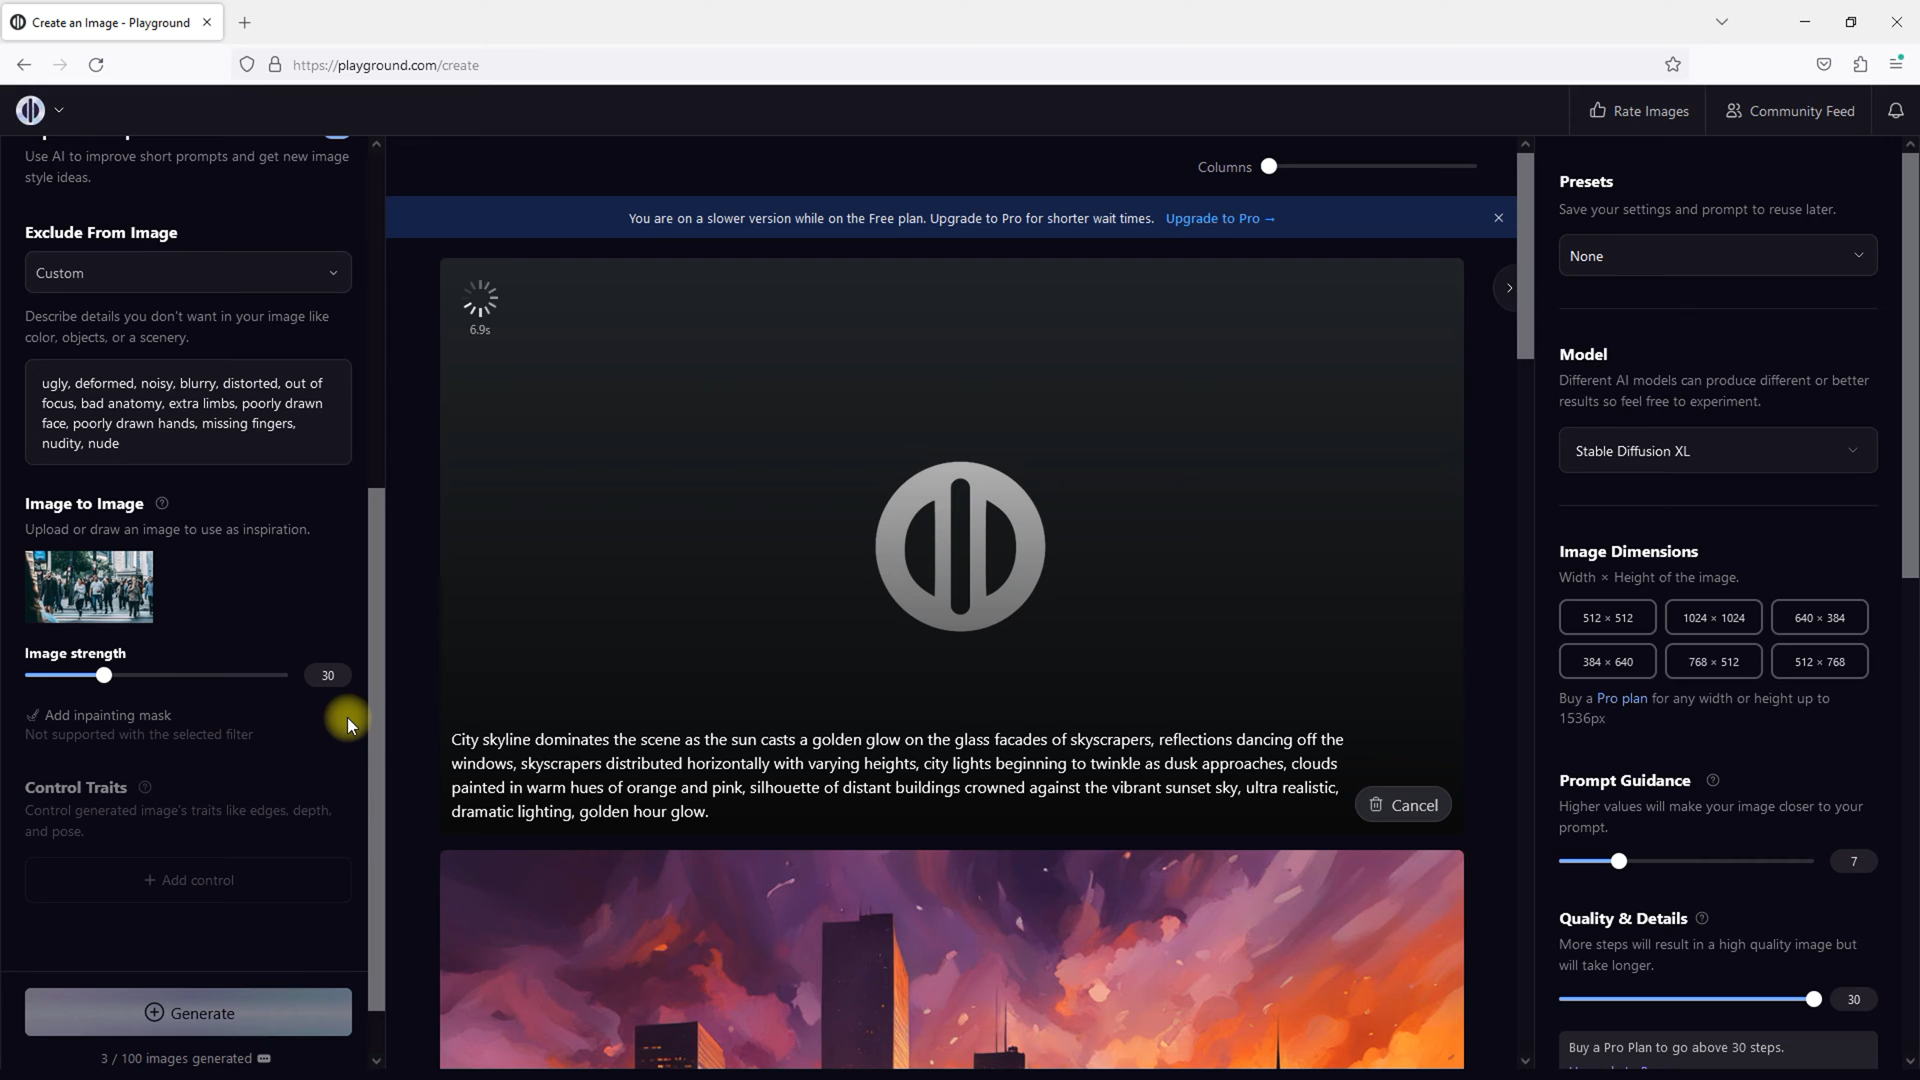 Create an Image - Playground
https://playground.com/create
Rate Images
Community Feed
Use AI to improve short prompts and get new image
style ideas.
Exclude From Image
Custom
Describe details you don't want in your image like
color, objects, or a scenery.
ugly, deformed, noisy, blurry, distorted, out of
focus, bad anatomy, extra limbs, poorly drawn
face, poorly drawn hands, missing fingers,
nudity, nude
Image to Image
Upload or draw an image to use as inspiration.
Image strength
30
Add inpainting mask
Not supported with the selected filter
Control Traits
Control generated image's traits like edges, depth,
and pose.
+ Add control
Generate
3 / 100 images generated
Columns
You are on a slower version while on the Free plan. Upgrade to Pro for shorter wait times. Upgrade to Pro →
6.9s
City skyline dominates the scene as the sun casts a golden glow on the glass facades of skyscrapers, reflections dancing off the
windows, skyscrapers distributed horizontally with varying heights, city lights beginning to twinkle as dusk approaches, clouds
painted in warm hues of orange and pink, silhouette of distant buildings crowned against the vibrant sunset sky, ultra realistic,
dramatic lighting, golden hour glow.
Cancel
Presets
Save your settings and prompt to reuse later.
None
Model
Different AI models can produce different or better
results so feel free to experiment.
Stable Diffusion XL
Image Dimensions
Width × Height of the image.
512 × 512
1024 × 1024
640 × 384
384 × 640
768 × 512
512 × 768
Buy a Pro plan for any width or height up to
1536px
Prompt Guidance
Higher values will make your image closer to your
prompt.
7
Quality & Details
More steps will result in a high quality image but
will take longer.
30
Buy a Pro Plan to go above 30 steps.